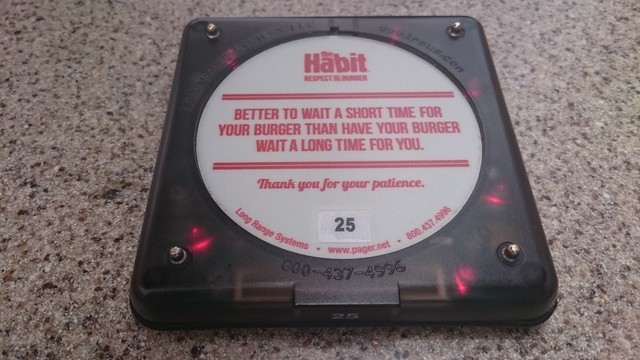 The
Habit
RESPECT THE BURGER
BETTER TO WAIT A SHORT TIME FOR
YOUR BURGER THAN HAVE YOUR BURGER
WAIT A LONG TIME FOR YOU.
Thank you for your patience.
25
Long Range Systems • www.pager.net • 800.437.4996
800-437-4996
25